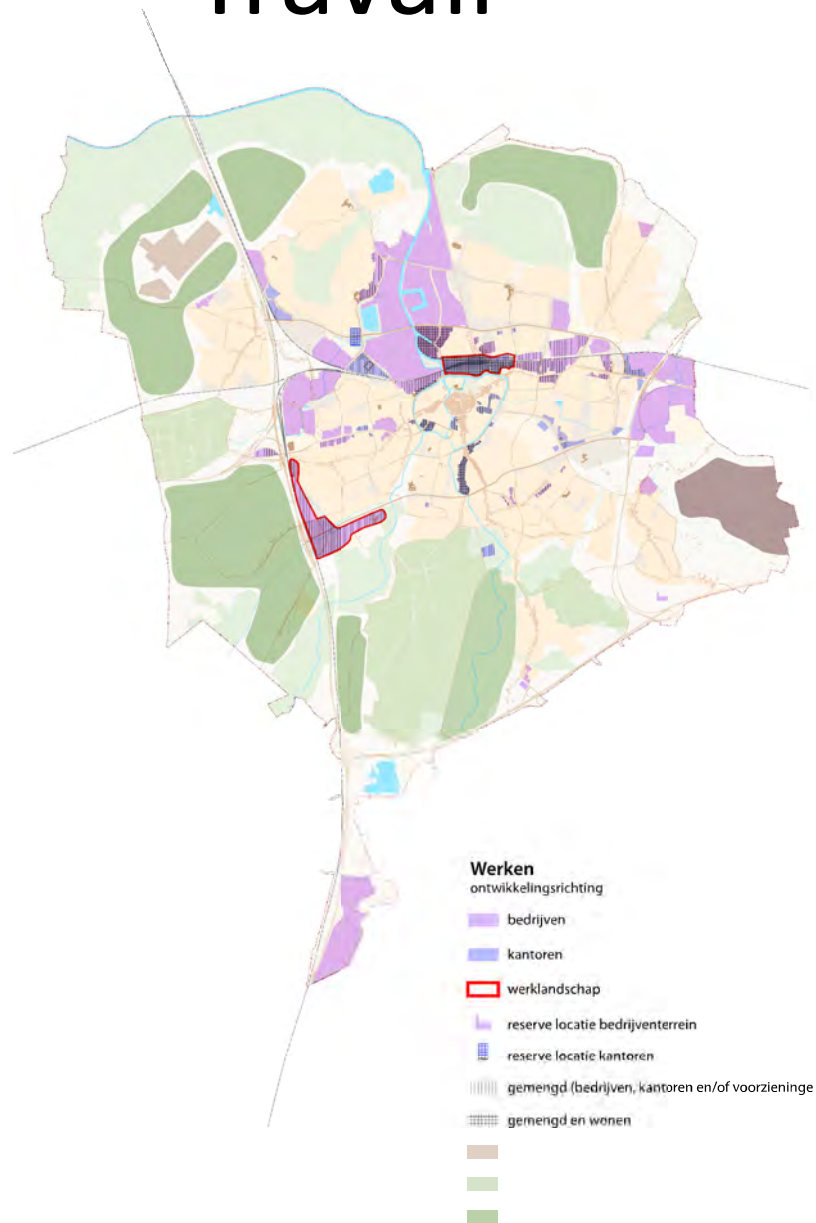 Travail
Werken
ontwikkelingsrichting
bedrijven
kantoren
werklandschap
reserve locatie bedrijventerrein
reserve locatie kantoren
gemengd (bedrijven, kantoren en/of voorzieninge
gemengd en wonen